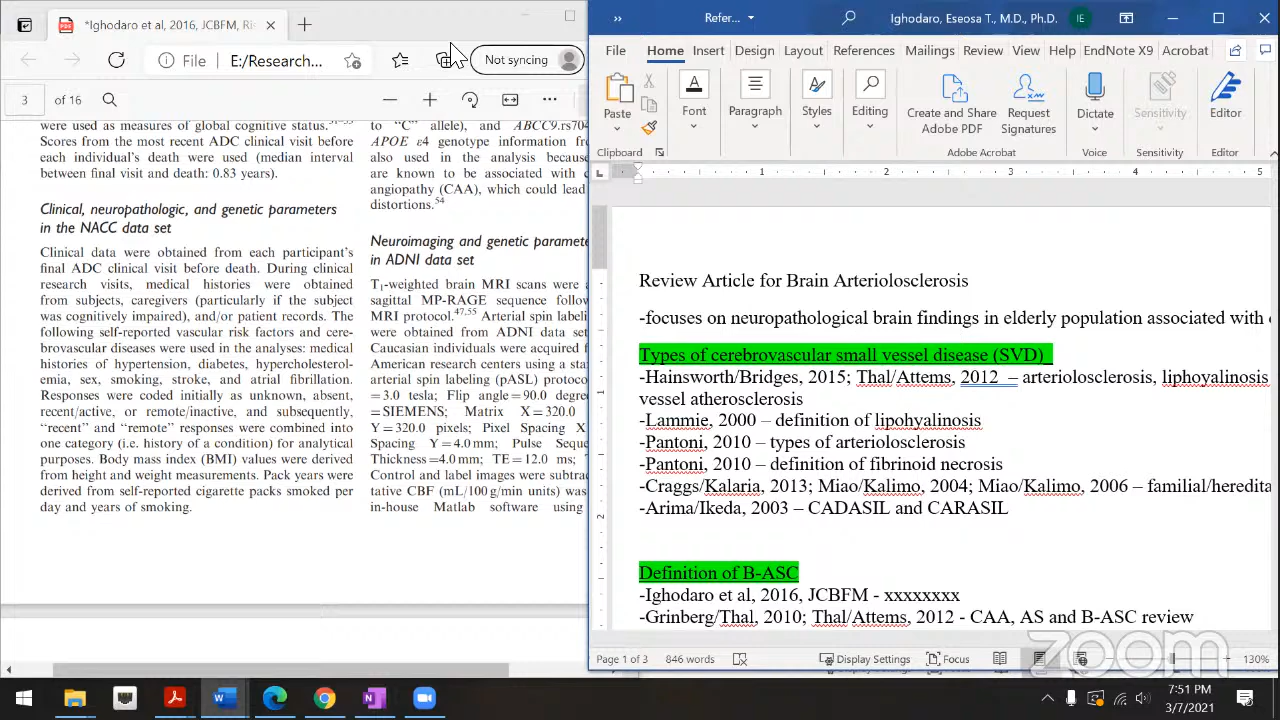 *Ighodaro et al, 2016, JCBFM, Ri
File
E:/Research...
Not syncing
3
of 16
were used as measures of global cognitive status.
Scores from the most recent ADC clinical visit before
each individual's death were used (median interval
between final visit and death: 0.83 years).
Clinical, neuropathologic, and genetic parameters
in the NACC data set
Clinical data were obtained from each participant's
final ADC clinical visit before death. During clinical
research visits, medical histories were obtained
from subjects, caregivers (particularly if the subject
was cognitively impaired), and/or patient records. The
following self-reported vascular risk factors and cere-
brovascular diseases were used in the analyses: medical
histories of hypertension, diabetes, hypercholesterol-
emia, sex, smoking, stroke, and atrial fibrillation.
Responses were coded initially as unknown, absent,
recent/active, or remote/inactive, and subsequently,
"recent" and "remote" responses were combined into
one category (i.e. history of a condition) for analytical
purposes. Body mass index (BMI) values were derived
from height and weight measurements. Pack years were
derived from self-reported cigarette packs smoked per
day and years of smoking.
to "C" allele), and ABCC9.rs704
APOE ε4 genotype information fr
also used in the analysis because
are known to be associated with c
angiopathy (CAA), which could lead
distortions.54
Neuroimaging and genetic paramete
in ADNI data set
T1-weighted brain MRI scans were a
sagittal MP-RAGE sequence follow
MRI protocol.47,55 Arterial spin labeli
were obtained from ADNI data set
Caucasian individuals were acquired f
American research centers using a sta
arterial spin labeling (pASL) protoco
=3.0 tesla; Flip angle=90.0 degre
=SIEMENS; Matrix X=320.0
Y=320.0 pixels; Pixel Spacing X
Spacing Y=4.0 mm; Pulse Seque
Thickness=4.0 mm; TE=12.0 ms; T
Control and label images were subtrac
tative CBF (mL/100 g/min units) was
in-house Matlab software using
Refer...
Ighodaro, Eseosa T., M.D., Ph.D.
IE
File Home Insert Design Layout References Mailings Review View Help EndNote X9 Acrobat
Paste
Font
Paragraph
Styles
Editing
Create and Share
Adobe PDF
Request
Signatures
Dictate
Sensitivity
Editor
Clipboard
Adobe Acrobat
Voice
Sensitivity
Editor
1 2 3 4 5
1
2
Review Article for Brain Arteriolosclerosis
-focuses on neuropathological brain findings in elderly population associated with
Types of cerebrovascular small vessel disease (SVD)
-Hainsworth/Bridges, 2015; Thal/Attems, 2012 – arteriolosclerosis, liphoyalinosis
vessel atherosclerosis
-Lammie, 2000 – definition of lipohyalinosis
-Pantoni, 2010 – types of arteriolosclerosis
-Pantoni, 2010 – definition of fibrinoid necrosis
-Craggs/Kalaria, 2013; Miao/Kalimo, 2004; Miao/Kalimo, 2006 – familial/heredita
-Arima/Ikeda, 2003 – CADASIL and CARASIL
Definition of B-ASC
-Ighodaro et al, 2016, JCBFM - xxxxxxxx
-Grinberg/Thal, 2010; Thal/Attems, 2012 - CAA, AS and B-ASC review
Page 1 of 3
846 words
Display Settings
Focus
130%
zoom
7:51 PM
3/7/2021